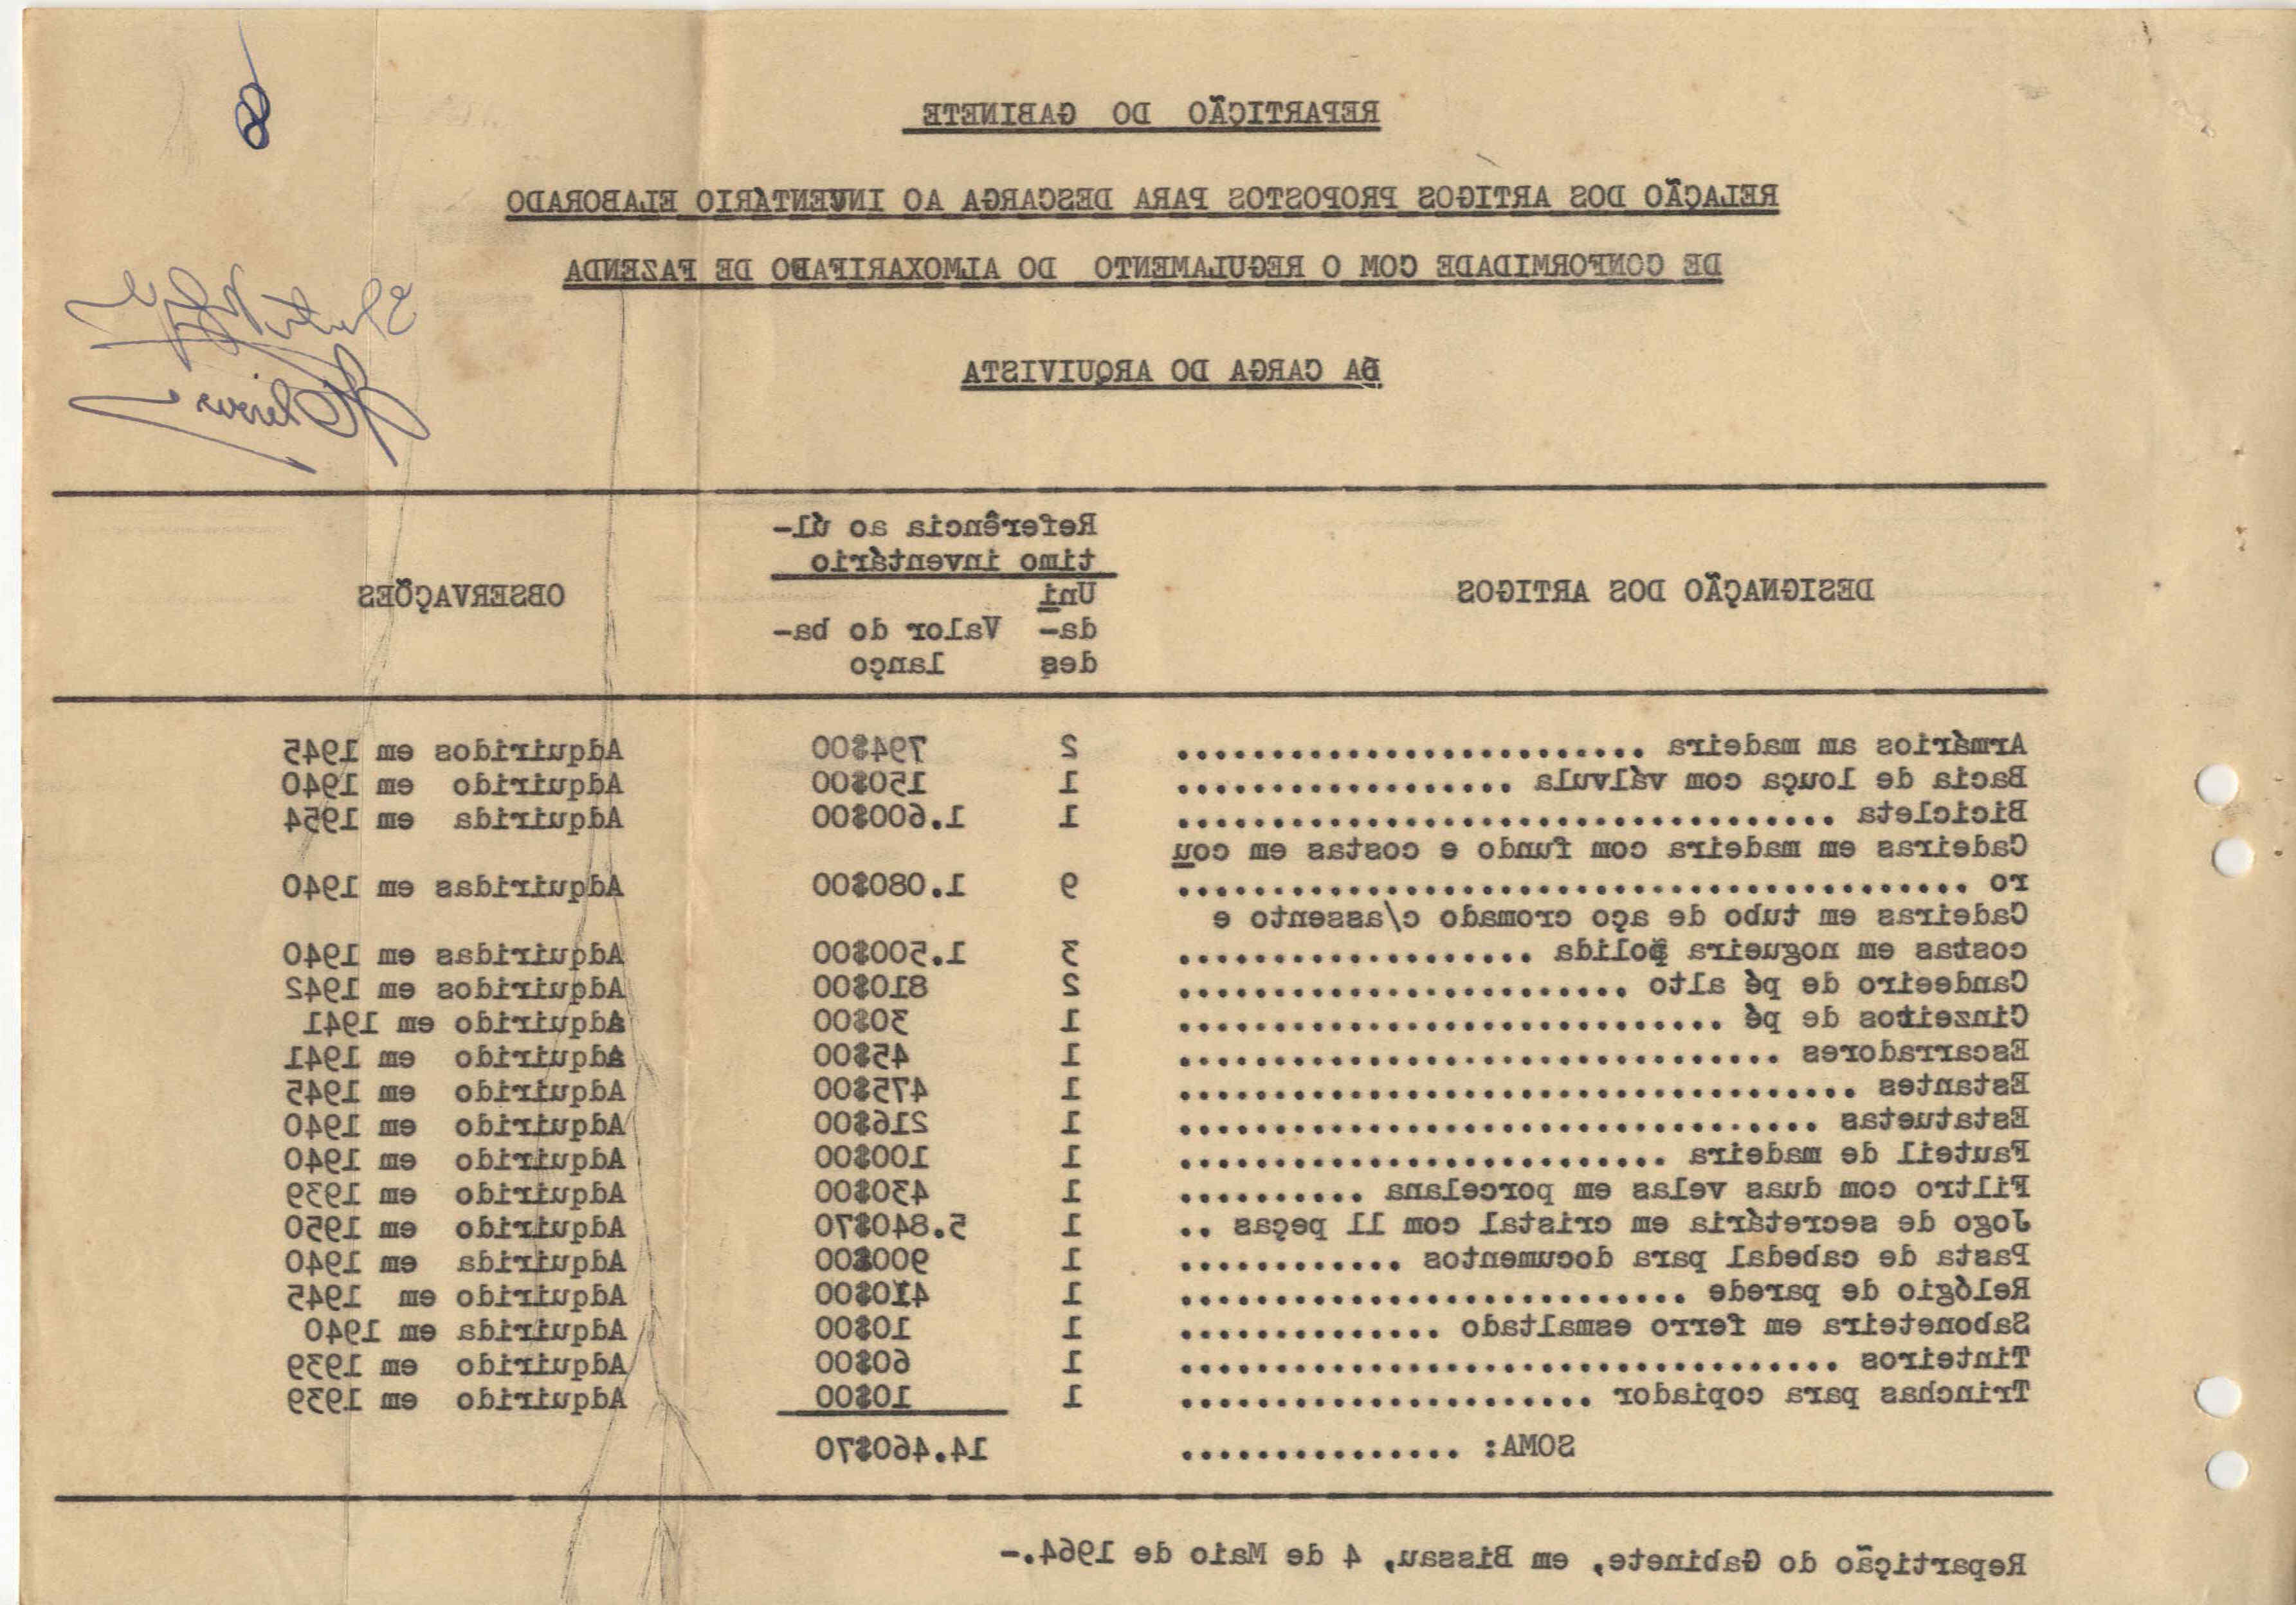 8
REPARTIÇÃO DO GABINETE
RELAÇÃO DOS ARTIGOS PROPOSTOS PARA DESCARGA AO INVENTÁRIO ELABORADO
DE CONFORMIDADE COM O REGULAMENTO DO ALMOXARIFADO DE FAZENDA
DA CARGA DO ARQUIVISTA
DESIGNAÇÃO DOS ARTIGOS
Referência ao úl-
timo inventário
Uni
da- Valor do ba-
des lanço
OBSERVAÇÕES
Armários am madeira ......................... 2 794$00 Adquiridos em 1945
Bacia de louça com válvula .................. 1 150$00 Adquirido em 1940
Bicicleta ................................... 1 1.600$00 Adquirida em 1954
Cadeiras em madeira com fundo e costas em cou
ro .......................................... 9 1.080$00 Adquiridas em 1940
Cadeiras em tubo de aço cromado c/assento e
costas em nogueira polida ................... 3 1.500$00 Adquiridas em 1940
Candeeiro de pé alto ........................ 2 810$00 Adquiridos em 1942
Cinzeitos de pé ............................. 1 30$00 Adquirido em 1941
Escarradores ................................ 1 45$00 Adquirido em 1941
Estantes .................................... 1 475$00 Adquirido em 1945
Estatuetas .................................. 1 216$00 Adquirido em 1940
Fauteil de madeira .......................... 1 100$00 Adquirido em 1940
Filtro com duas velas em porcelana .......... 1 430$00 Adquirido em 1939
Jogo de secretária em cristal com 11 peças .. 1 5.840$70 Adquirido em 1950
Pasta de cabedal para documentos ............ 1 900$00 Adquirida em 1940
Relógio de parede ........................... 1 410$00 Adquirido em 1945
Saboneteira em ferro esmaltado .............. 1 10$00 Adquirida em 1940
Tinteiros ................................... 1 60$00 Adquirido em 1939
Trinchas para copiador ...................... 1 10$00 Adquirido em 1939
SOMA: ............... 14.460$70
Repartição do Gabinete, em Bissau, 4 de Maio de 1964.-